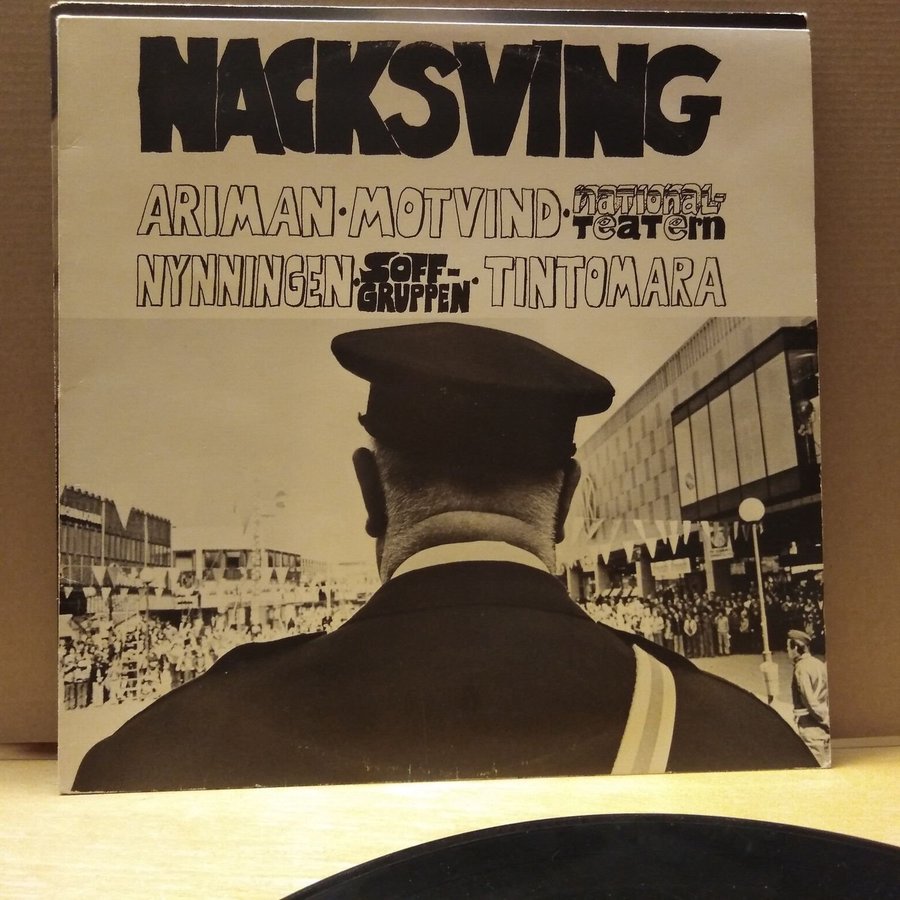 NACKSVING
ARIMAN · MOTVIND · NATIONAL-TEATERN
NYNNINGEN · SOFF-GRUPPEN · TINTOMARA